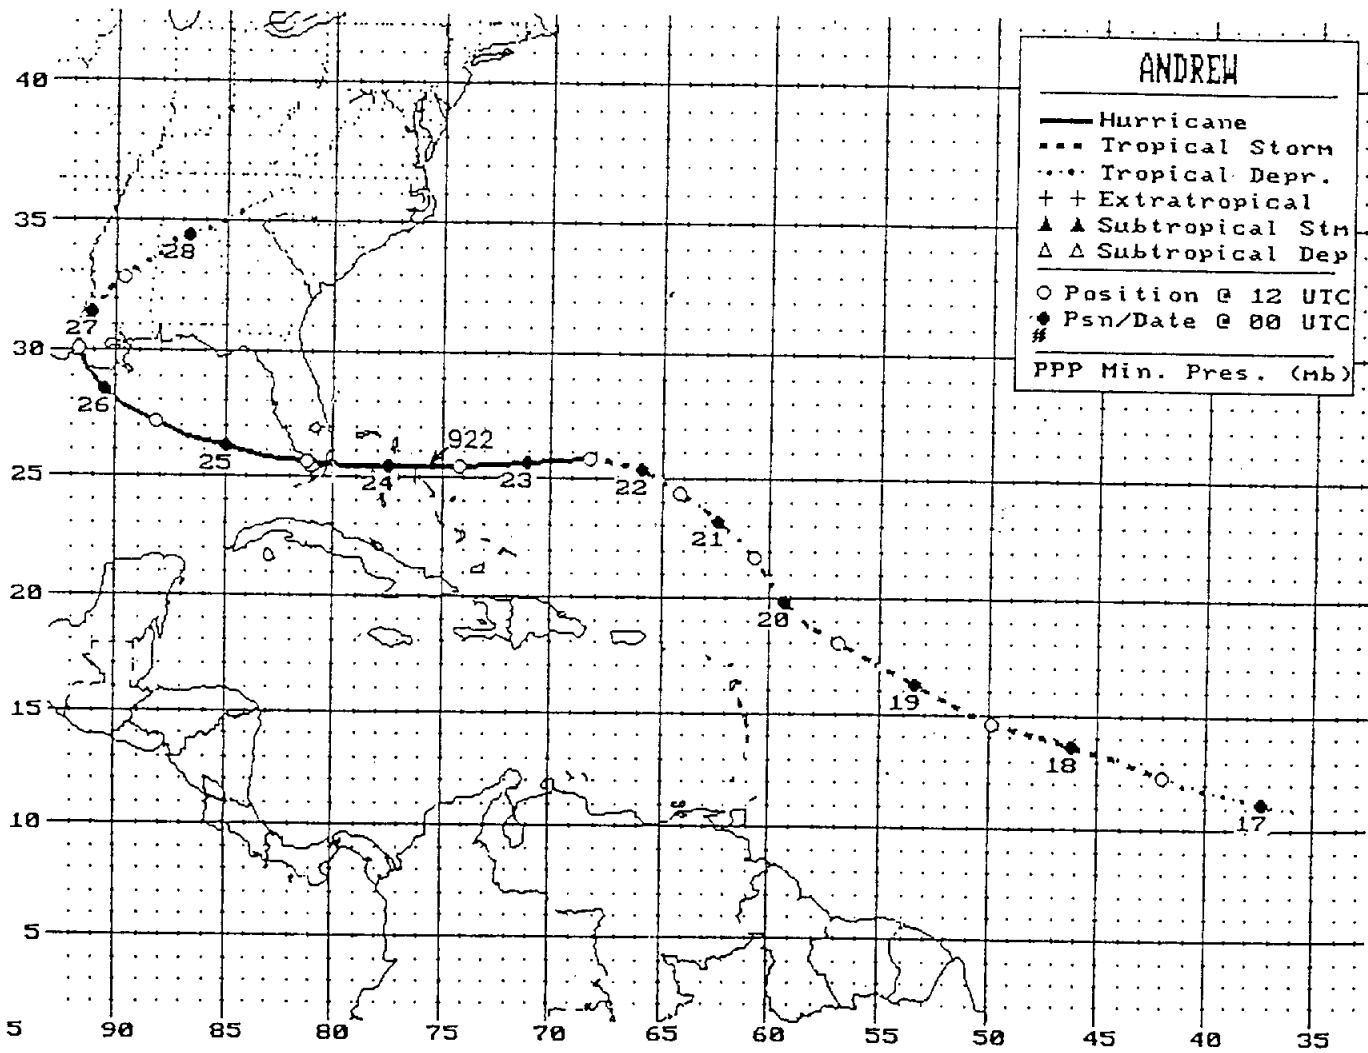 ANDREW
Hurricane
Tropical Storm
Tropical Depr.
+ + Extratropical
▲ ▲ Subtropical Stm
△ △ Subtropical Dep
○ Position @ 12 UTC
● Psn/Date @ 00 UTC
#
PPP Min. Pres. (mb)
40
35
28
27
30
26
922
25
25
24
23
22
21
20
20
19
15
18
17
10
5
5 90 85 80 75 70 65 60 55 50 45 40 35